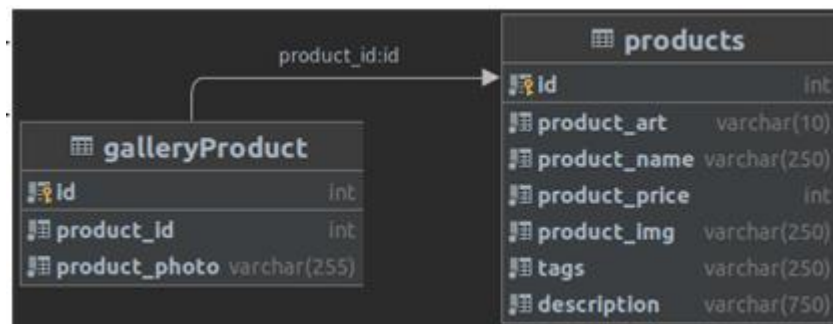 product_id:id
galleryProduct
id int
product_id int
product_photo varchar(255)
products
id int
product_art varchar(10)
product_name varchar(250)
product_price int
product_img varchar(250)
tags varchar(250)
description varchar(750)